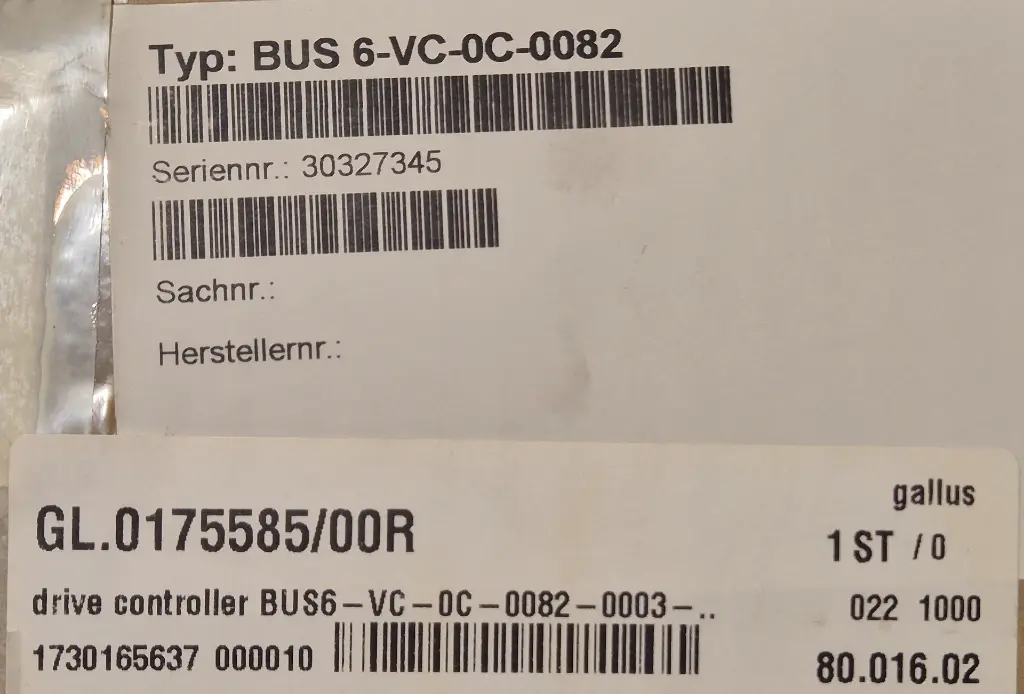 Typ: BUS 6-VC-0C-0082
Seriennr.: 30327345
Sachnr.:
Herstellernr.:
gallus
GL.0175585/00R
1 ST / 0
drive controller BUS6-VC-0C-0082-0003-..
022 1000
1730165637 000010
80.016.02